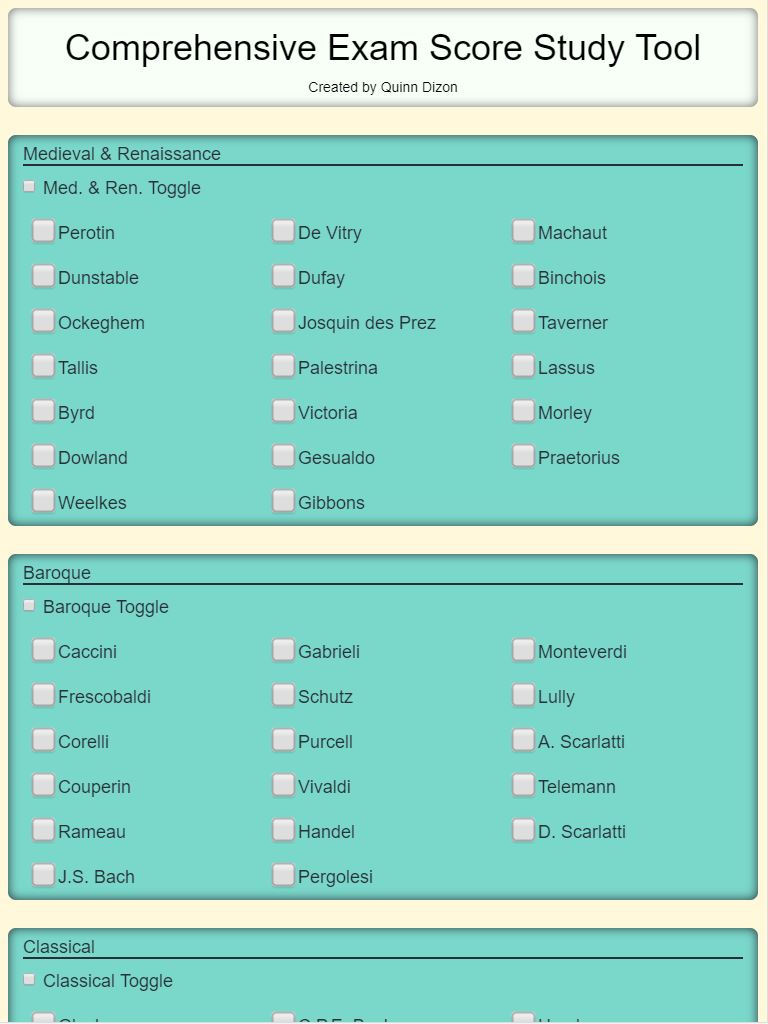 Comprehensive Exam Score Study Tool
Created by Quinn Dizon
Medieval & Renaissance
Med. & Ren. Toggle
Perotin De Vitry Machaut
Dunstable Dufay Binchois
Ockeghem Josquin des Prez Taverner
Tallis Palestrina Lassus
Byrd Victoria Morley
Dowland Gesualdo Praetorius
Weelkes Gibbons
Baroque
Baroque Toggle
Caccini Gabrieli Monteverdi
Frescobaldi Schutz Lully
Corelli Purcell A. Scarlatti
Couperin Vivaldi Telemann
Rameau Handel D. Scarlatti
J.S. Bach Pergolesi
Classical
Classical Toggle